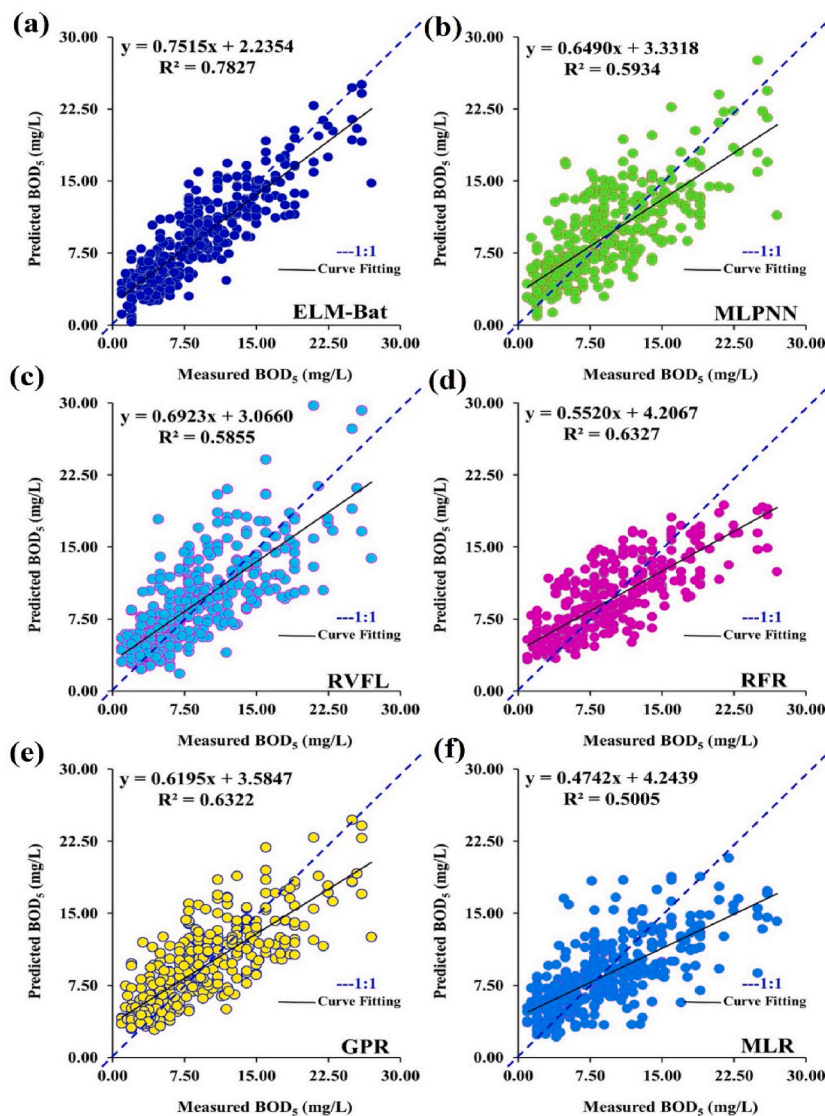 (a)
y = 0.7515x + 2.2354
R² = 0.7827
30.00
22.50
15.00
7.50
0.00
Predicted BOD₅ (mg/L)
---1:1
Curve Fitting
ELM-Bat
0.00 7.50 15.00 22.50 30.00
Measured BOD₅ (mg/L)
(b)
y = 0.6490x + 3.3318
R² = 0.5934
30.00
22.50
15.00
7.50
0.00
Predicted BOD₅ (mg/L)
---1:1
Curve Fitting
MLPNN
0.00 7.50 15.00 22.50 30.00
Measured BOD₅ (mg/L)
(c)
y = 0.6923x + 3.0660
R² = 0.5855
30.00
22.50
15.00
7.50
0.00
Predicted BOD₅ (mg/L)
---1:1
Curve Fitting
RVFL
0.00 7.50 15.00 22.50 30.00
Measured BOD₅ (mg/L)
(d)
y = 0.5520x + 4.2067
R² = 0.6327
30.00
22.50
15.00
7.50
0.00
Predicted BOD₅ (mg/L)
---1:1
Curve Fitting
RFR
0.00 7.50 15.00 22.50 30.00
Measured BOD₅ (mg/L)
(e)
y = 0.6195x + 3.5847
R² = 0.6322
30.00
22.50
15.00
7.50
0.00
Predicted BOD₅ (mg/L)
---1:1
Curve Fitting
GPR
0.00 7.50 15.00 22.50 30.00
Measured BOD₅ (mg/L)
(f)
y = 0.4742x + 4.2439
R² = 0.5005
30.00
22.50
15.00
7.50
0.00
Predicted BOD₅ (mg/L)
---1:1
Curve Fitting
MLR
0.00 7.50 15.00 22.50 30.00
Measured BOD₅ (mg/L)